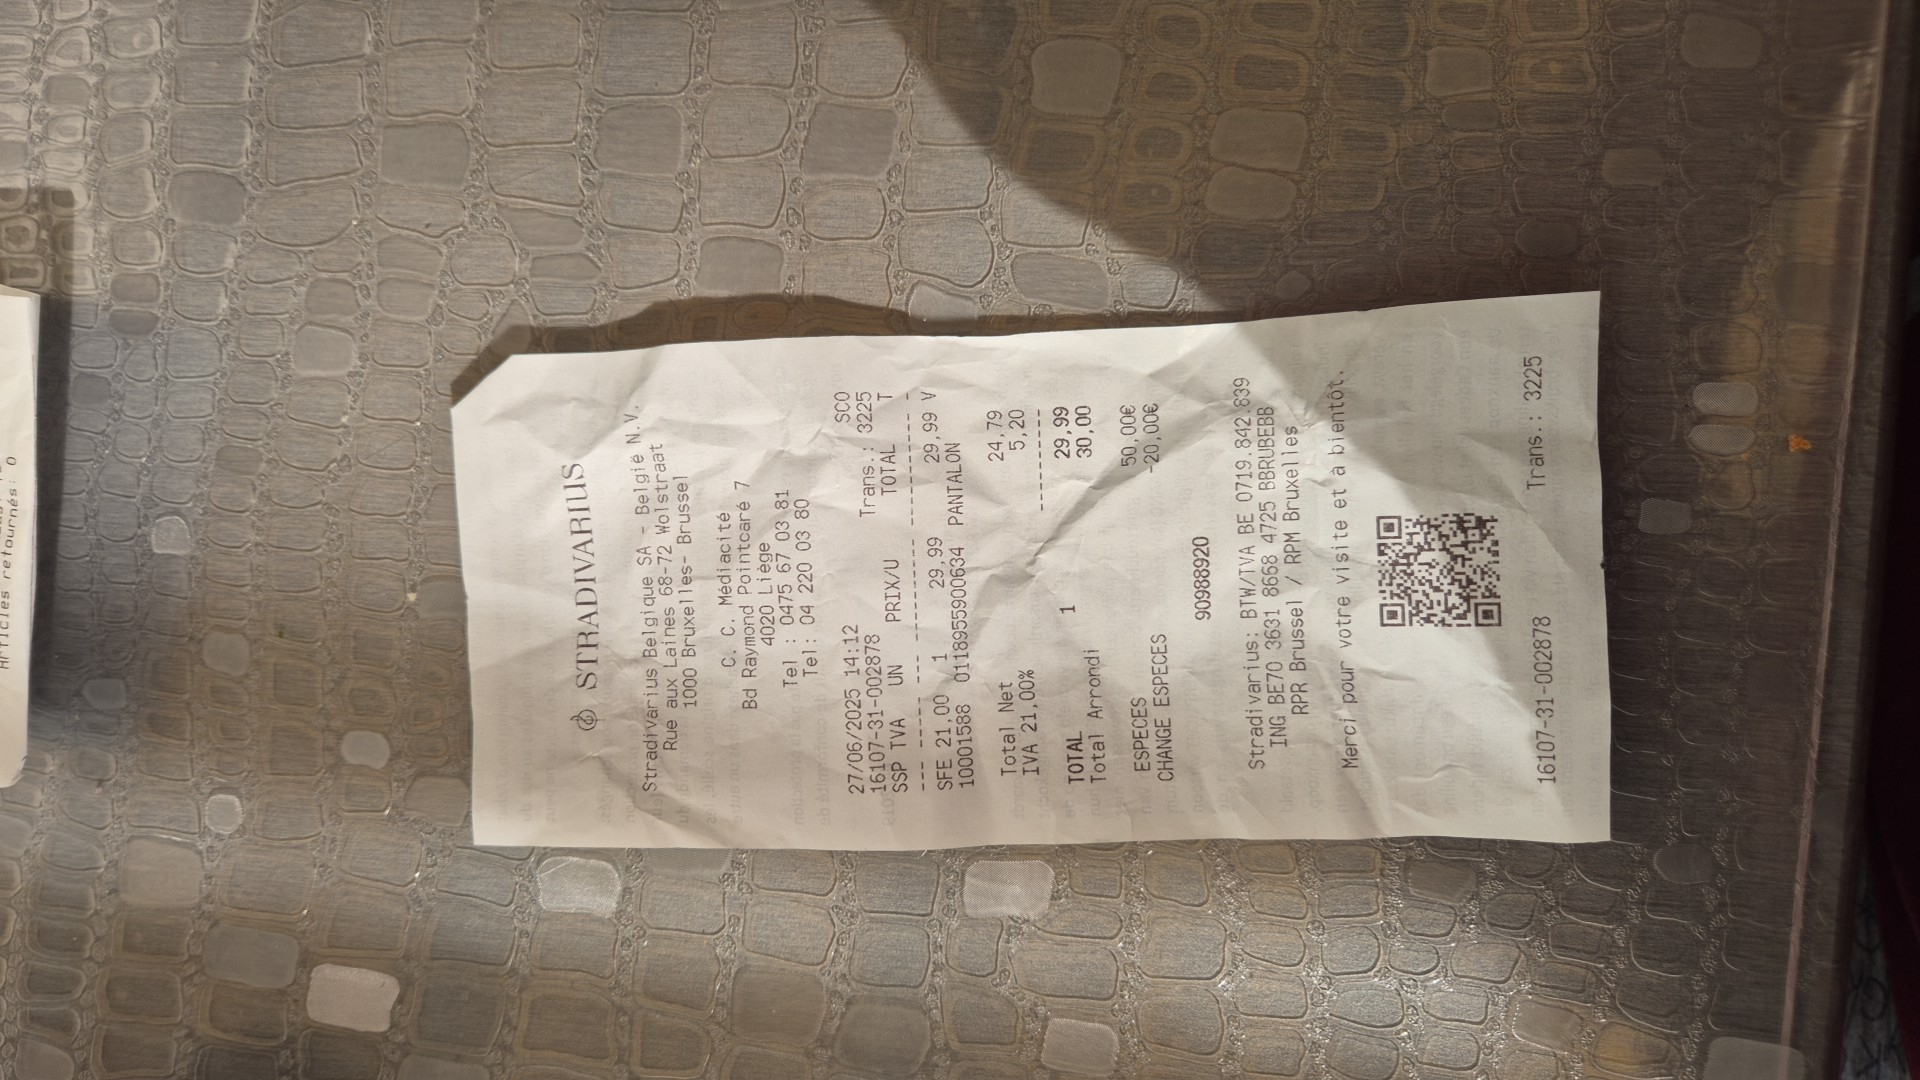 Articles retournés: 0
STRADIVARIUS
Stradivarius Belgique SA - België N.V.
Rue aux Laines 68-72 Wolstraat
1000 Bruxelles- Brussel
C. C. Médiacité
Bd Raymond Pointcaré 7
4020 Liège
Tel : 0475 67 03 81
Tel: 04 220 03 80
SCO
27/06/2025 14:12
16107-31-002878 Trans.: 3225
SSP TVA UN PRIX/U TOTAL T
SFE 21,00 1 29,99 29,99 V
10001588 01189555900634 PANTALON
Total Net 24,79
IVA 21,00% 5,20
TOTAL 1 29,99
Total Arrondi 30,00
ESPECES 50,00€
CHANGE ESPECES -20,00€
90988920
Stradivarius: BTW/TVA BE 0719.842.639
ING BE70 3631 8668 4725 BBRUBEBB
RPR Brussel / RPM Bruxelles
Merci pour votre visite et à bientôt.
16107-31-002878 Trans.: 3225